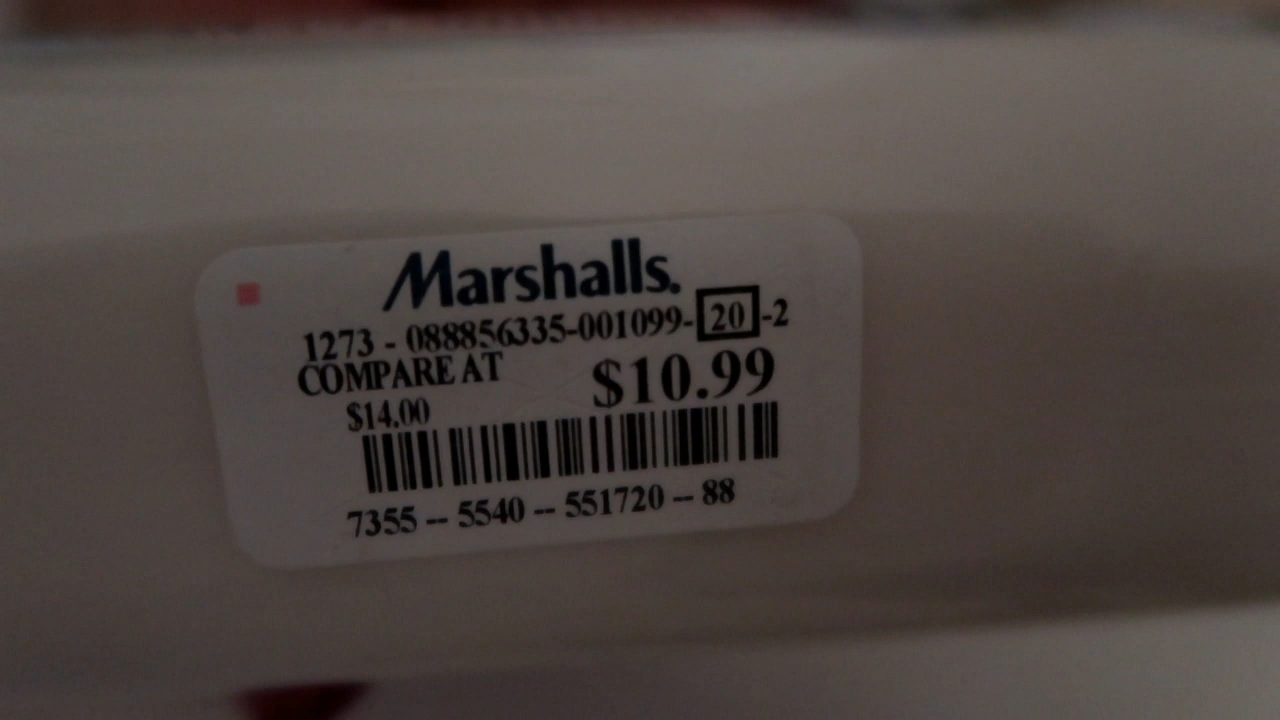 Marshalls.
1273 - 088856335-001099-20-2
COMPARE AT
$14.00
$10.99
7355 -- 5540 -- 551720 -- 88